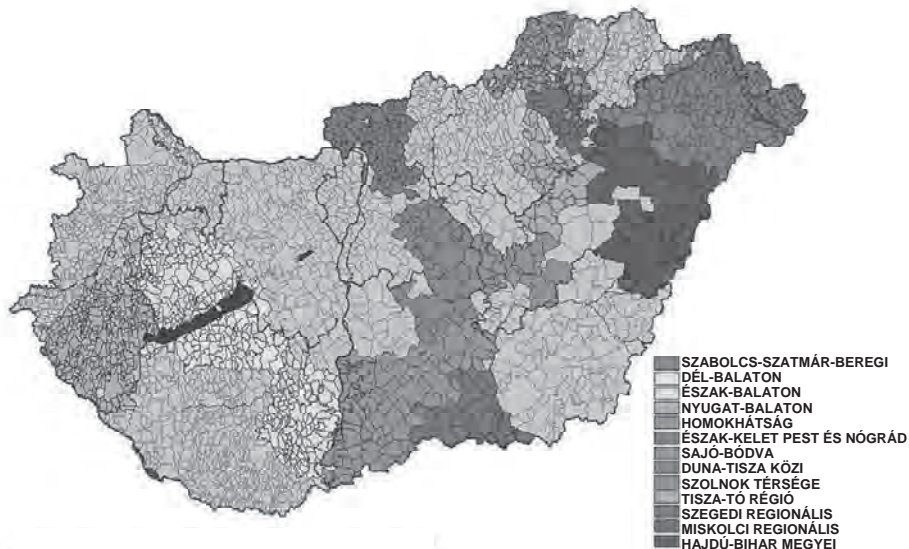 SZABOLCS-SZATMÁR-BEREGI
DÉL-BALATON
ÉSZAK-BALATON
NYUGAT-BALATON
HOMOKHÁTSÁG
ÉSZAK-KELET PEST ÉS NÓGRÁD
SAJÓ-BÓDVA
DUNA-TISZA KÖZI
SZOLNOK TÉRSÉGE
TISZA-TÓ RÉGIÓ
SZEGEDI REGIONÁLIS
MISKOLCI REGIONÁLIS
HAJDÚ-BIHAR MEGYEI